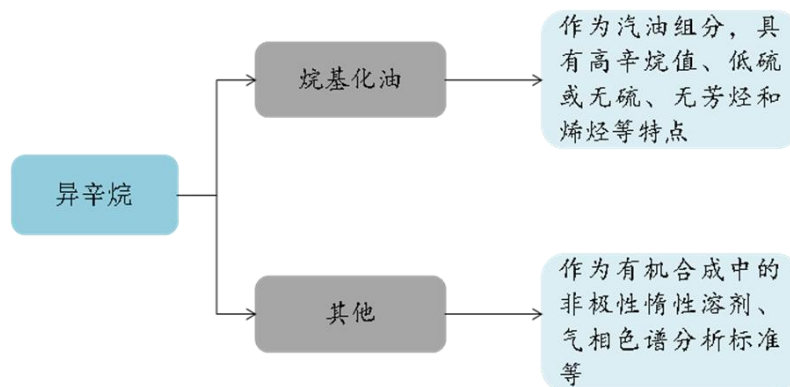 作为汽油组分，具
有高辛烷值、低硫
或无硫、无芳烃和
烯烃等特点
烷基化油
异辛烷
其他
作为有机合成中的
非极性惰性溶剂、
气相色谱分析标准
等